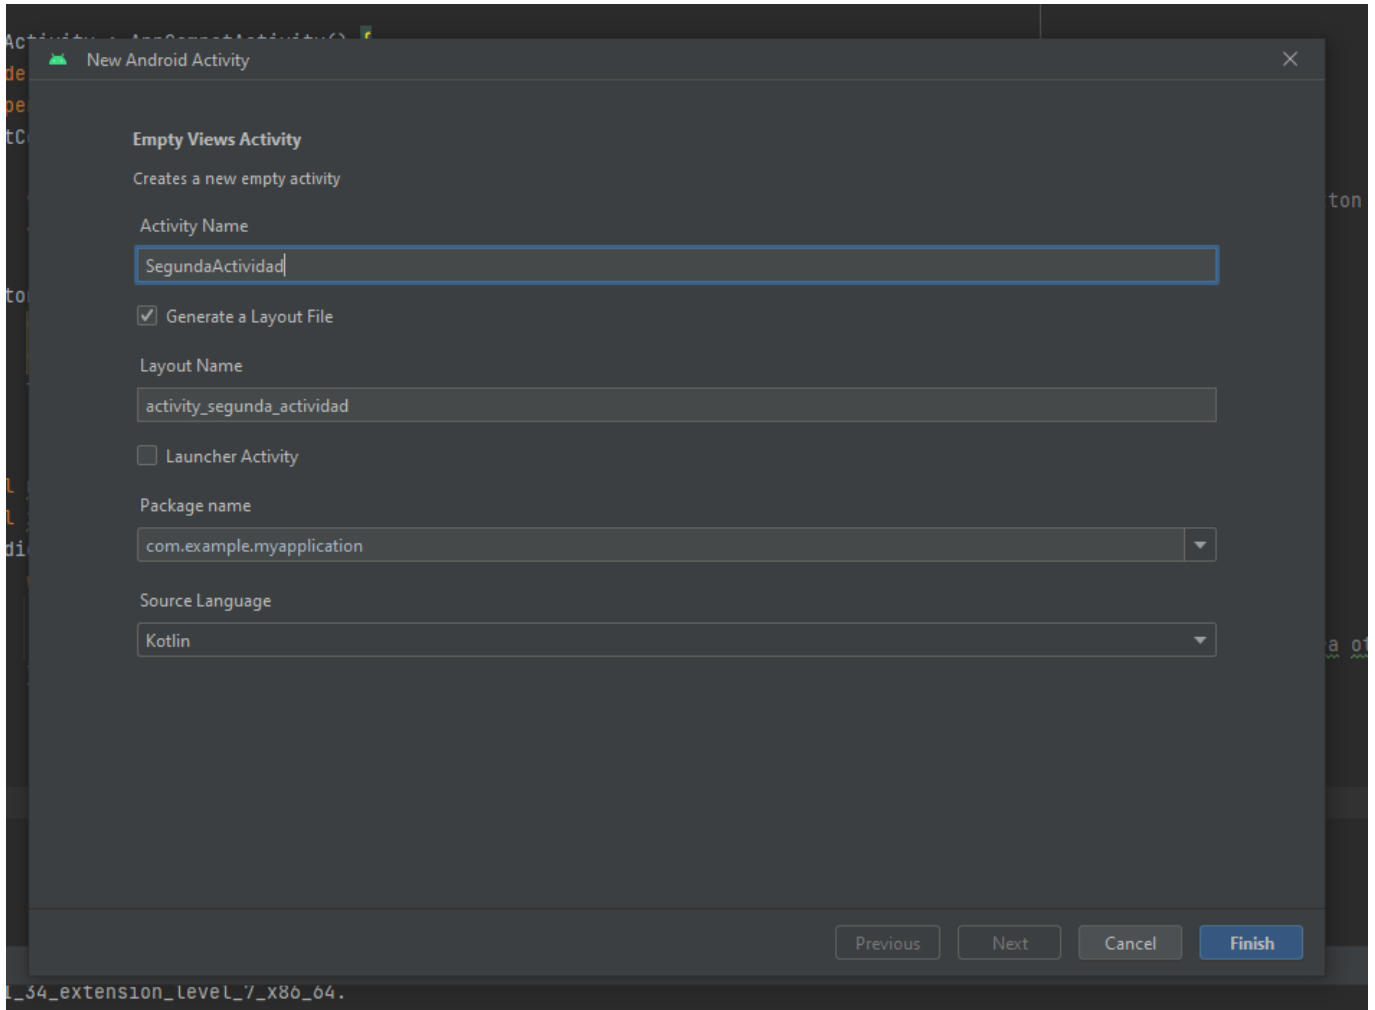 New Android Activity
Empty Views Activity
Creates a new empty activity
Activity Name
SegundaActividad
Generate a Layout File
Layout Name
activity_segunda_actividad
Launcher Activity
Package name
com.example.myapplication
Source Language
Kotlin
Previous Next Cancel Finish